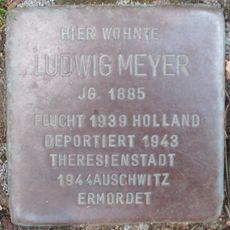 HIER WOHNTE
LUDWIG MEYER
JG. 1885
FLUCHT 1939 HOLLAND
DEPORTIERT 1943
THERESIENSTADT
1944 AUSCHWITZ
ERMORDET